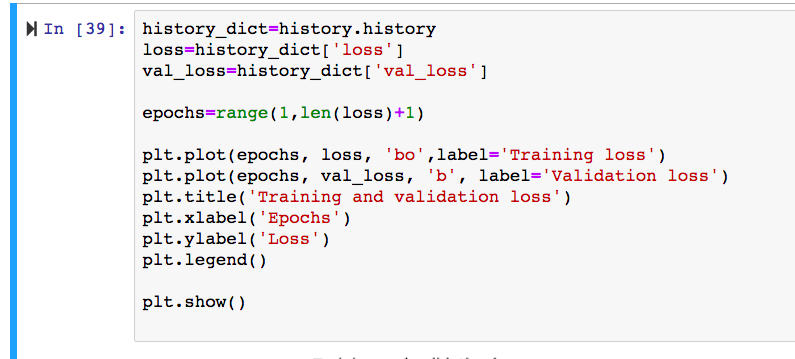 In [39]:
history_dict=history.history
loss=history_dict['loss']
val_loss=history_dict['val_loss']
epochs=range(1,len(loss)+1)
plt.plot(epochs, loss, 'bo',label='Training loss')
plt.plot(epochs, val_loss, 'b', label='Validation loss')
plt.title('Training and validation loss')
plt.xlabel('Epochs')
plt.ylabel('Loss')
plt.legend()
plt.show()